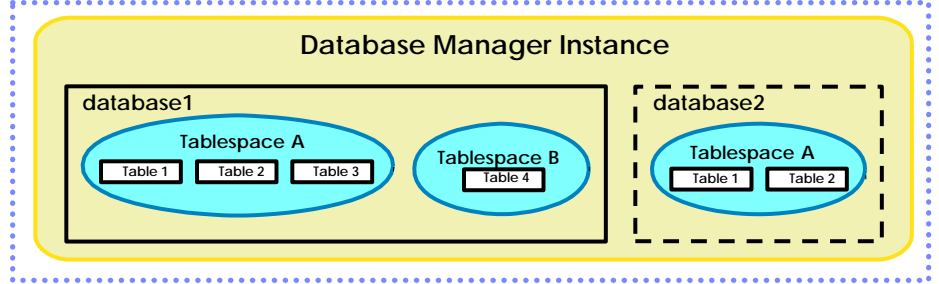 Database Manager Instance
database1
Tablespace A
Table 1
Table 2
Table 3
Tablespace B
Table 4
database2
Tablespace A
Table 1
Table 2